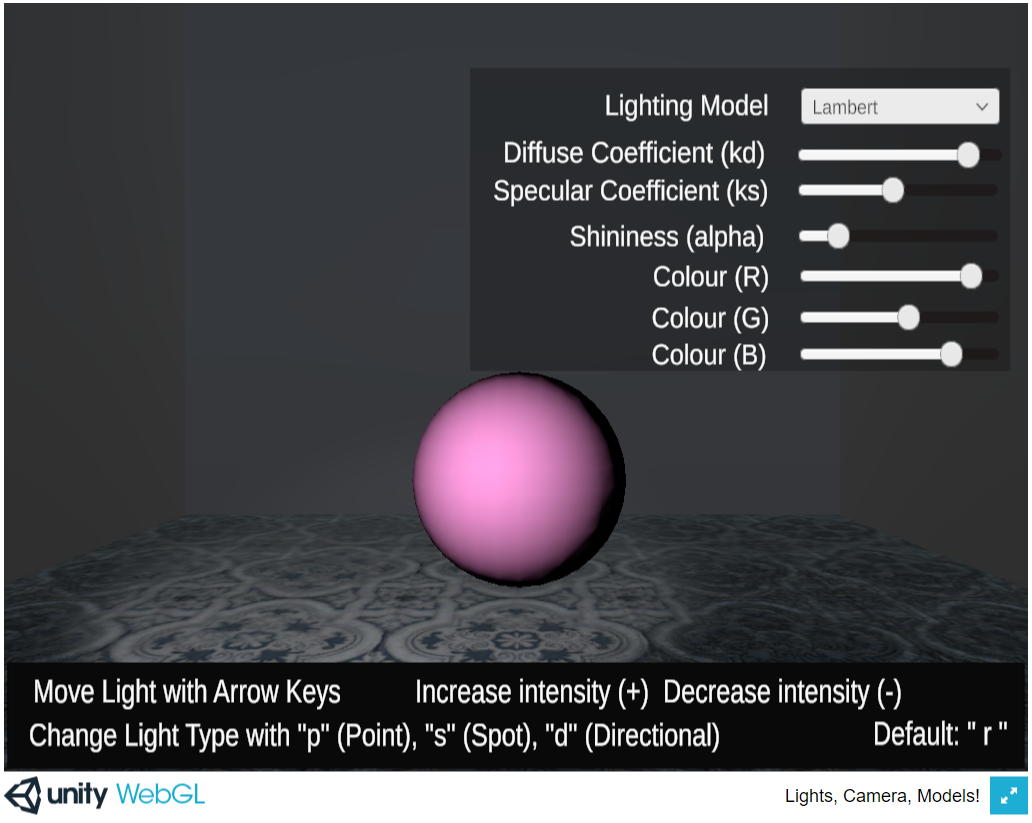 Lighting Model Lambert
Diffuse Coefficient (kd)
Specular Coefficient (ks)
Shininess (alpha)
Colour (R)
Colour (G)
Colour (B)
Move Light with Arrow Keys Increase intensity (+) Decrease intensity (-)
Change Light Type with "p" (Point), "s" (Spot), "d" (Directional) Default: " r "
unity WebGL Lights, Camera, Models!